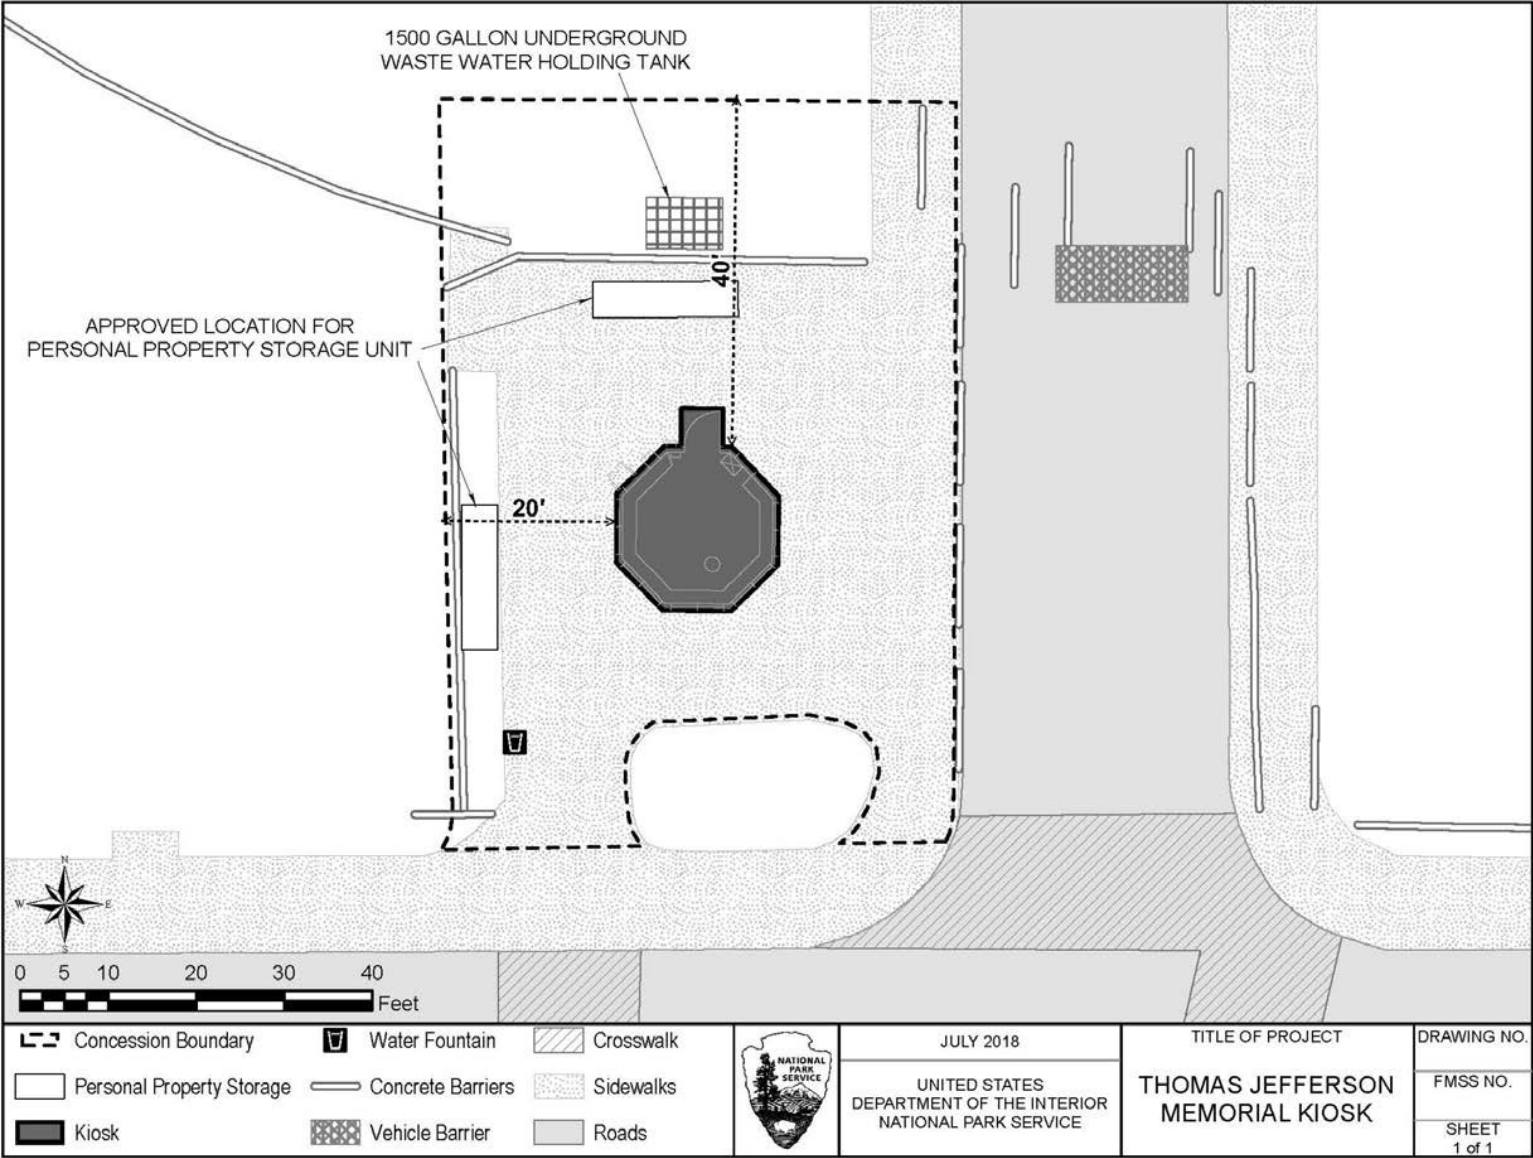 1500 GALLON UNDERGROUND
WASTE WATER HOLDING TANK
40'
APPROVED LOCATION FOR
PERSONAL PROPERTY STORAGE UNIT
20'
N
W E
S
0 5 10 20 30 40
Feet
Concession Boundary
Water Fountain
Crosswalk
Personal Property Storage
Concrete Barriers
Sidewalks
Kiosk
Vehicle Barrier
Roads
NATIONAL
PARK
SERVICE
JULY 2018
UNITED STATES
DEPARTMENT OF THE INTERIOR
NATIONAL PARK SERVICE
TITLE OF PROJECT
THOMAS JEFFERSON
MEMORIAL KIOSK
DRAWING NO.
FMSS NO.
SHEET
1 of 1